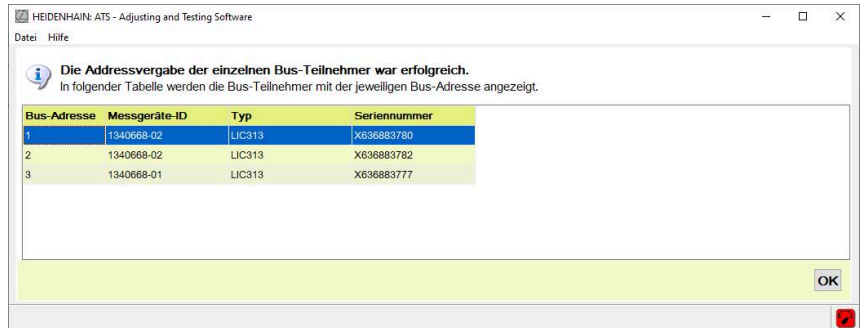 HEIDENHAIN: ATS - Adjusting and Testing Software
Datei Hilfe
Die Addressvergabe der einzelnen Bus-Teilnehmer war erfolgreich.
In folgender Tabelle werden die Bus-Teilnehmer mit der jeweiligen Bus-Adresse angezeigt.
Bus-Adresse Messgeräte-ID Typ Seriennummer
1 1340668-02 LIC313 X636883780
2 1340668-02 LIC313 X636883782
3 1340668-01 LIC313 X636883777
OK